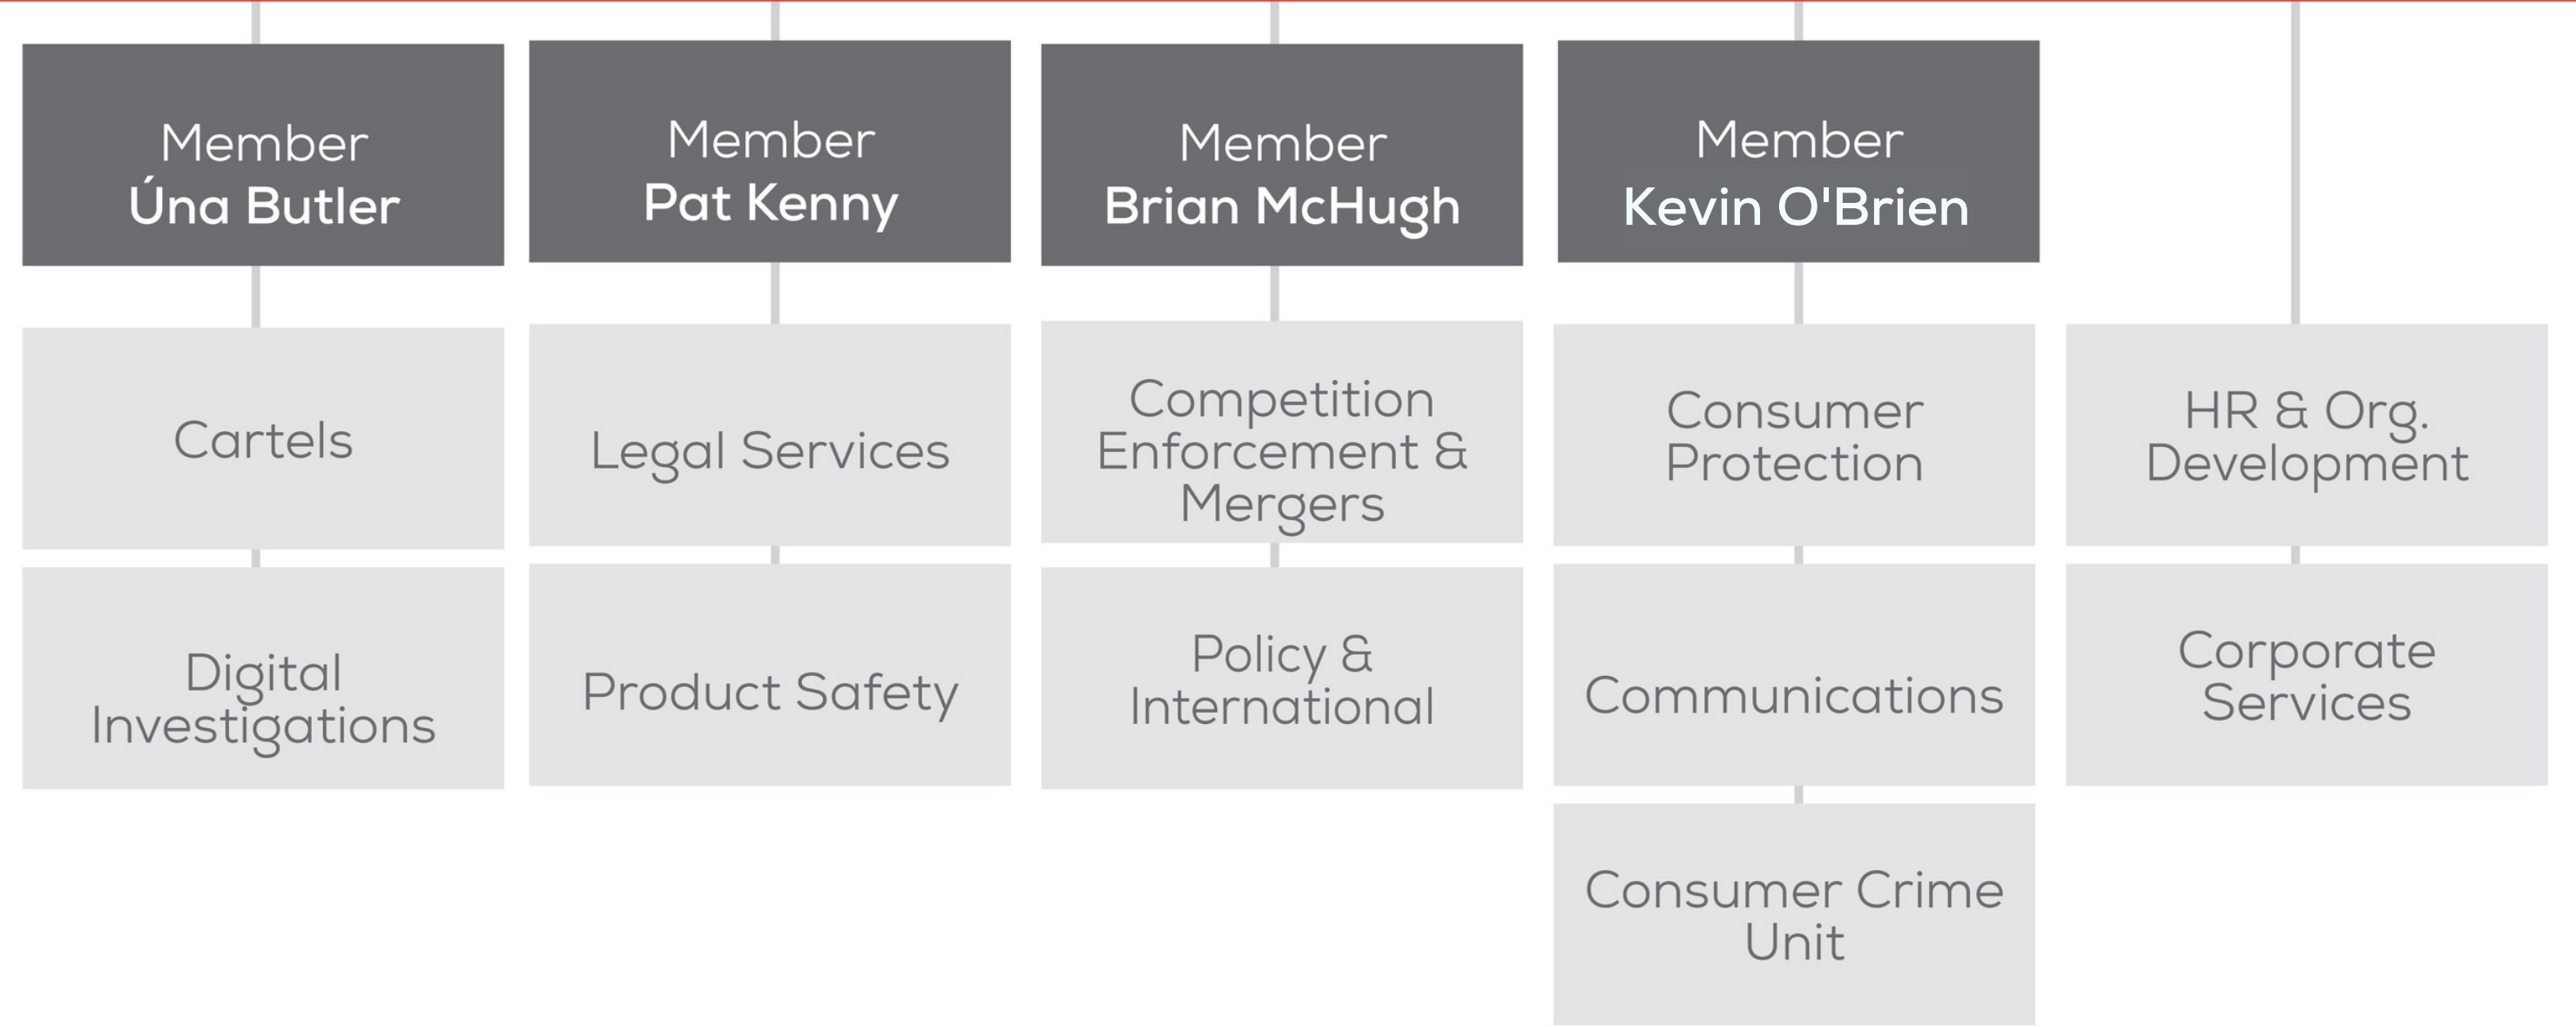 Member
Úna Butler
Member
Pat Kenny
Member
Brian McHugh
Member
Kevin O'Brien
Cartels
Legal Services
Competition
Enforcement &
Mergers
Consumer
Protection
HR & Org.
Development
Digital
Investigations
Product Safety
Policy &
International
Communications
Corporate
Services
Consumer Crime
Unit